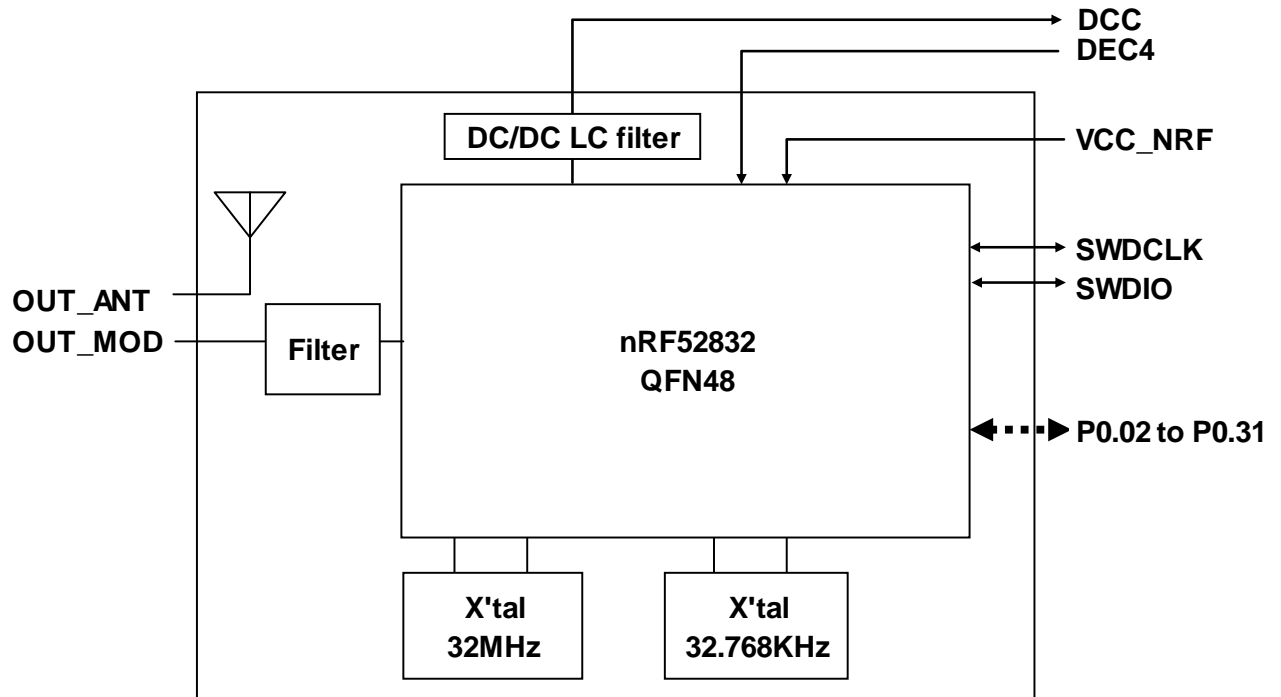 DCC
DEC4
DC/DC LC filter
VCC_NRF
SWDCLK
SWDIO
OUT_ANT
OUT_MOD
Filter
nRF52832
QFN48
P0.02 to P0.31
X'tal
32MHz
X'tal
32.768KHz